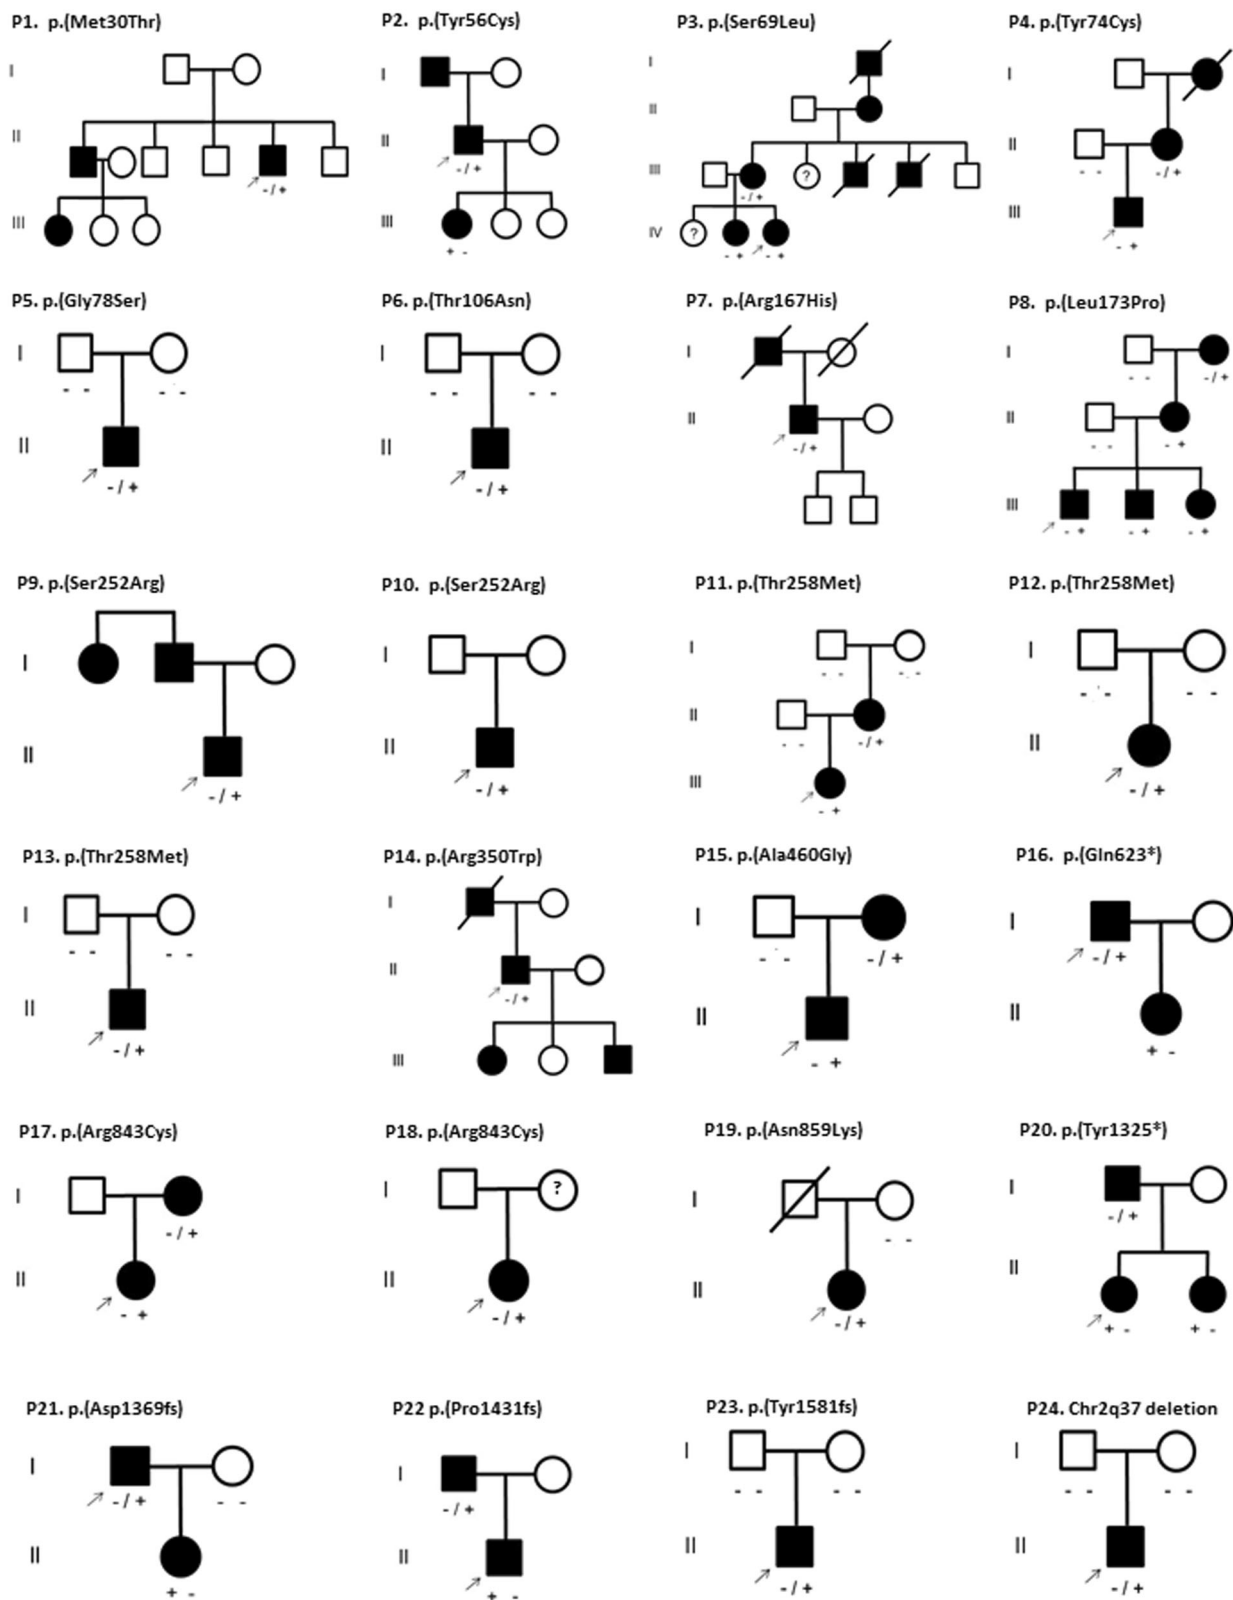 P1. p.(Met30Thr)
P2. p.(Tyr56Cys)
P3. p.(Ser69Leu)
P4. p.(Tyr74Cys)
I
II
-/+
III
I
II
-/+
III
+ -
I
II
III
?
-/+
IV
?
- +
- +
I
II
- -
-/+
III
- +
P5. p.(Gly78Ser)
P6. p.(Thr106Asn)
P7. p.(Arg167His)
P8. p.(Leu173Pro)
I
- -
- -
II
-/+
I
- -
- -
II
-/+
I
II
-/+
I
- -
-/+
II
- -
- +
III
- +
- +
- +
P9. p.(Ser252Arg)
P10. p.(Ser252Arg)
P11. p.(Thr258Met)
P12. p.(Thr258Met)
I
II
-/+
I
II
-/+
I
- -
- -
II
- -
-/+
III
- +
I
- -
- -
II
-/+
P13. p.(Thr258Met)
P14. p.(Arg350Trp)
P15. p.(Ala460Gly)
P16. p.(Gln623*)
I
- -
- -
II
-/+
I
II
-/+
III
I
- -
-/+
II
- +
I
-/+
II
+ -
P17. p.(Arg843Cys)
P18. p.(Arg843Cys)
P19. p.(Asn859Lys)
P20. p.(Tyr1325*)
I
-/+
II
- +
I
?
II
-/+
I
- -
II
-/+
I
-/+
II
+ -
+ -
P21. p.(Asp1369fs)
P22 p.(Pro1431fs)
P23. p.(Tyr1581fs)
P24. Chr2q37 deletion
I
-/+
- -
II
+ -
I
-/+
II
+ -
I
- -
- -
II
-/+
I
- -
- -
II
-/+